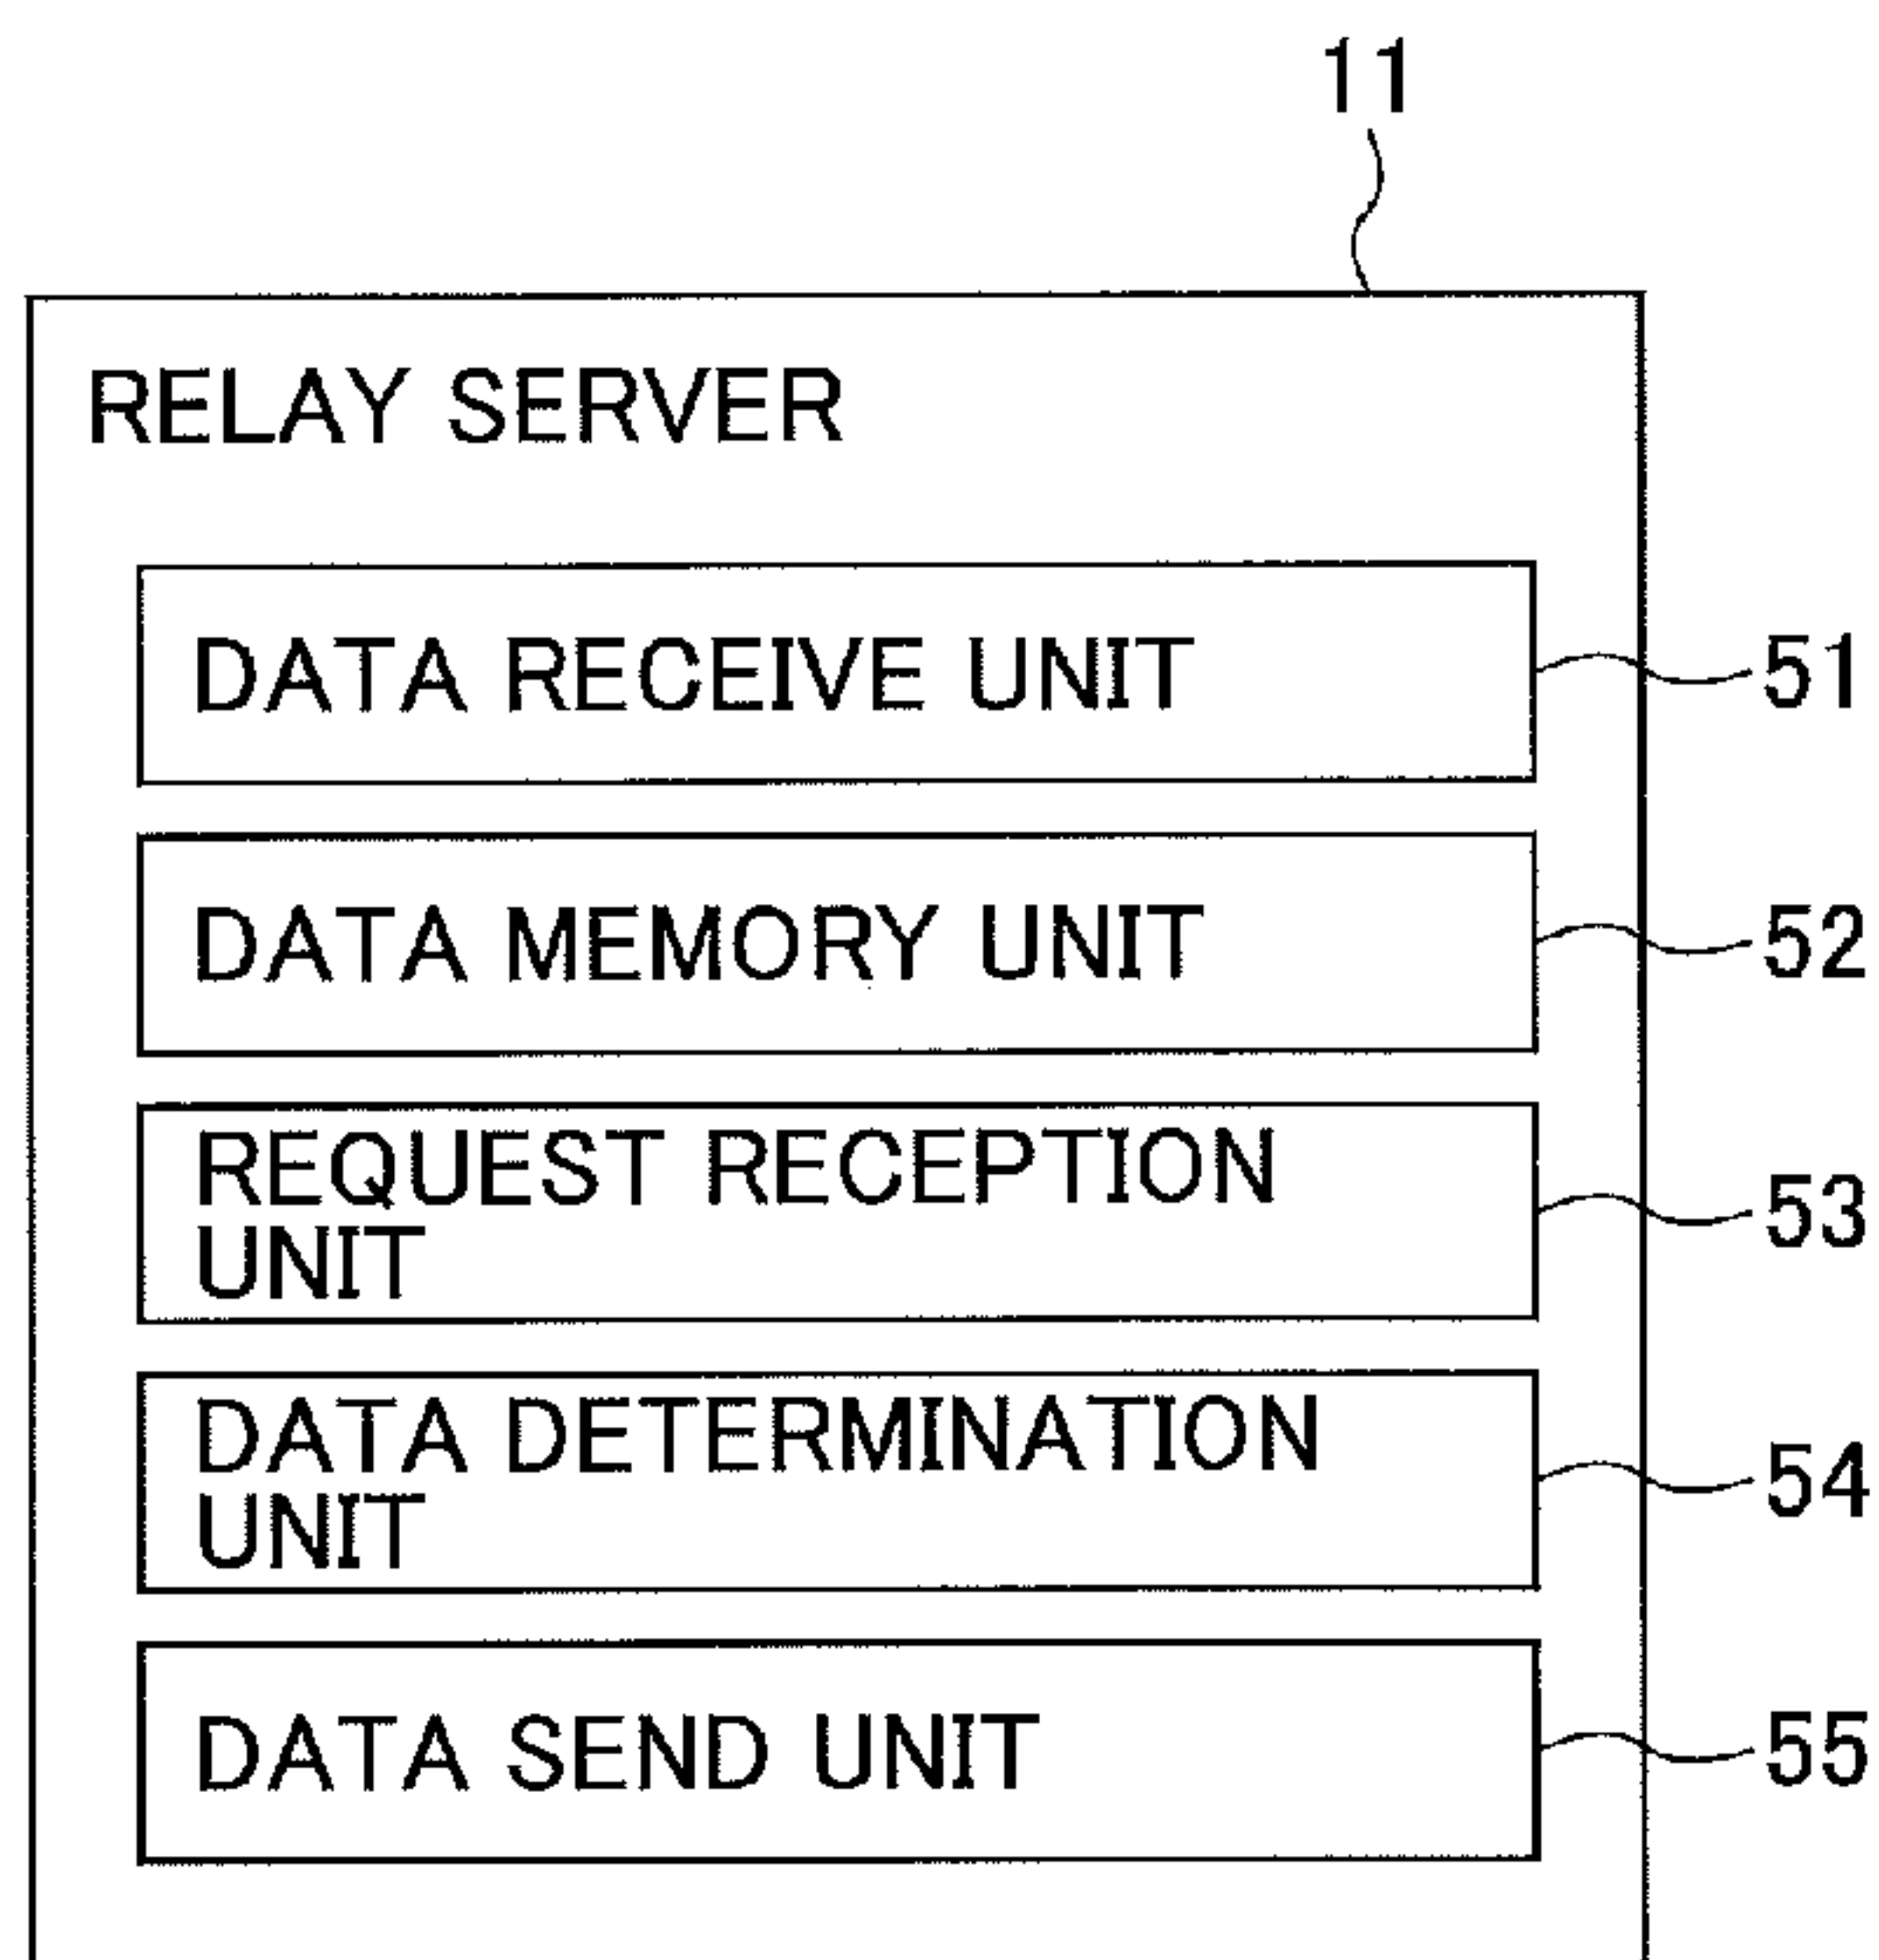 11
RELAY SERVER
DATA RECEIVE UNIT
51
DATA MEMORY UNIT
52
REQUEST RECEPTION
UNIT
53
DATA DETERMINATION
UNIT
54
DATA SEND UNIT
55